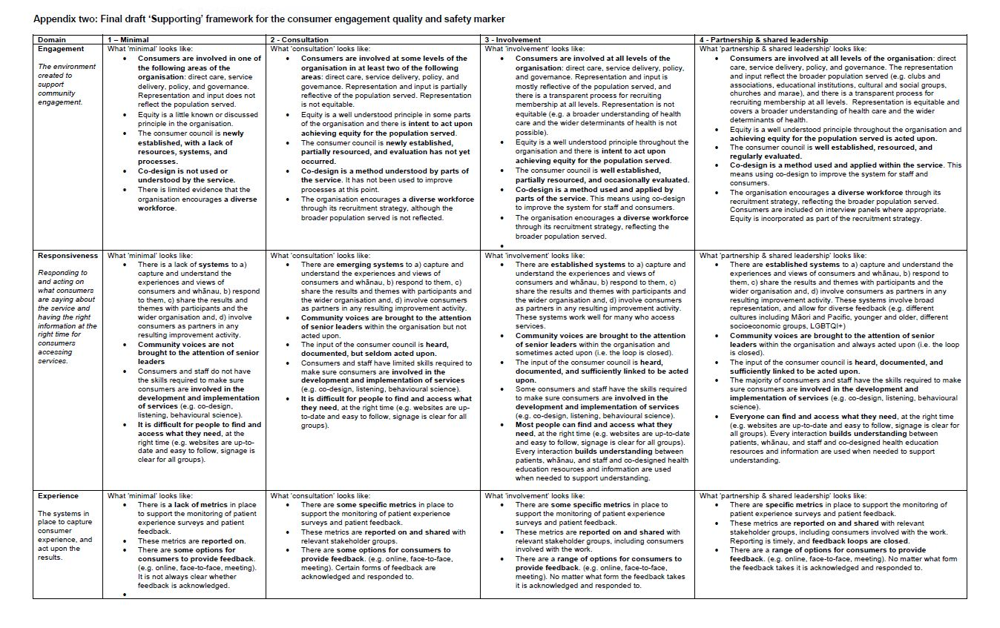 Appendix two: Final draft ‘Supporting’ framework for the consumer engagement quality and safety marker
Domain
1 – Minimal
2 - Consultation
3 - Involvement
4 - Partnership & shared leadership
Engagement
The environment
created to
support
community
engagement.
What ‘minimal’ looks like:
• Consumers are involved in one of
the following areas of the
organisation: direct care, service
delivery, policy, and governance.
Representation and input does not
reflect the population served.
• Equity is a little known or discussed
principle in the organisation.
• The consumer council is newly
established, with a lack of
resources, systems, and
processes.
• Co-design is not used or
understood by the service.
• There is limited evidence that the
organisation encourages a diverse
workforce.
What ‘consultation’ looks like:
• Consumers are involved at some levels of the
organisation in at least two of the following
areas: direct care, service delivery, policy, and
governance. Representation and input is partially
reflective of the population served. Representation
is not equitable.
• Equity is a well understood principle in some parts
of the organisation and there is intent to act upon
achieving equity for the population served.
• The consumer council is newly established,
partially resourced, and evaluation has not yet
occurred.
• Co-design is a method understood by parts of
the service. It has not been used to improve
processes at this point.
• The organisation encourages a diverse workforce
through its recruitment strategy, although the
broader population served is not reflected.
What ‘involvement’ looks like:
• Consumers are involved at all levels of the
organisation: direct care, service delivery, policy,
and governance. Representation and input is
mostly reflective of the population served, and
there is a transparent process for recruiting
membership at all levels. Representation is not
equitable (e.g. a broader understanding of health
care and the wider determinants of health is not
possible).
• Equity is a well understood principle throughout the
organisation and there is intent to act upon
achieving equity for the population served.
• The consumer council is well established,
partially resourced, and occasionally evaluated.
• Co-design is a method used and applied by
parts of the service. This means using co-design
to improve the system for staff and consumers.
• The organisation encourages a diverse workforce
through its recruitment strategy, reflecting the
broader population served.
•
What ‘partnership & shared leadership’ looks like:
• Consumers are involved at all levels of the organisation: direct
care, service delivery, policy, and governance. The representation
and input reflect the broader population served (e.g. clubs and
associations, educational institutions, cultural and social groups,
churches and marae), and there is a transparent process for
recruiting membership at all levels. Representation is equitable and
covers a broader understanding of health care and the wider
determinants of health.
• Equity is a well understood principle throughout the organisation and
achieving equity for the population served is acted upon.
• The consumer council is well established, resourced, and
regularly evaluated.
• Co-design is a method used and applied within the service. This
means using co-design to improve the system for staff and
consumers.
• The organisation encourages a diverse workforce through its
recruitment strategy, reflecting the broader population served.
Consumers are included on interview panels where appropriate.
Equity is incorporated as part of the recruitment strategy.
Responsiveness
Responding to
and acting on
what consumers
are saying about
the service and
having the right
information at the
right time for
consumers
accessing
services.
What ‘minimal’ looks like:
• There is a lack of systems to a)
capture and understand the
experiences and views of
consumers and whānau, b) respond
to them, c) share the results and
themes with participants and the
wider organisation and, d) involve
consumers as partners in any
resulting improvement activity.
• Community voices are not
brought to the attention of senior
leaders
• Consumers and staff do not have
the skills required to make sure
consumers are involved in the
development and implementation
of services (e.g. co-design,
listening, behavioural science).
• It is difficult for people to find and
access what they need, at the
right time (e.g. websites are up-to-
date and easy to follow, signage is
clear for all groups).
What ‘consultation’ looks like:
• There are emerging systems to a) capture and
understand the experiences and views of
consumers and whānau, b) respond to them, c)
share the results and themes with participants and
the wider organisation and, d) involve consumers
as partners in any resulting improvement activity.
• Community voices are brought to the attention
of senior leaders within the organisation but not
acted upon.
• The input of the consumer council is heard,
documented, but seldom acted upon.
• Consumers and staff have limited skills required to
make sure consumers are involved in the
development and implementation of services
(e.g. co-design, listening, behavioural science).
• It is difficult for people to find and access what
they need, at the right time (e.g. websites are up-
to-date and easy to follow, signage is clear for all
groups).
What ‘involvement’ looks like:
• There are established systems to a) capture and
understand the experiences and views of
consumers and whānau, b) respond to them, c)
share the results and themes with participants and
the wider organisation and, d) involve consumers
as partners in any resulting improvement activity.
These systems work well for many who access
services.
• Community voices are brought to the attention
of senior leaders within the organisation and
sometimes acted upon (i.e. the loop is closed).
• The input of the consumer council is heard,
documented, and sufficiently linked to be acted
upon.
• Some consumers and staff have the skills required
to make sure consumers are involved in the
development and implementation of services
(e.g. co-design, listening, behavioural science).
• Most people can find and access what they
need, at the right time (e.g. websites are up-to-date
and easy to follow, signage is clear for all groups).
Every interaction builds understanding between
patients, whānau, and staff and co-designed health
education resources and information are used
when needed to support understanding.
What ‘partnership & shared leadership’ looks like:
• There are established systems to a) capture and understand the
experiences and views of consumers and whānau, b) respond to
them, c) share the results and themes with participants and the wider
organisation and, d) involve consumers as partners in any
resulting improvement activity. These systems involve broad
representation, and allow for diverse feedback (e.g. different
cultures including Māori and Pacific, younger and older, different
socioeconomic groups, LGBTQI+)
• Community voices are brought to the attention of senior
leaders within the organisation and always acted upon (i.e. the loop
is closed).
• The input of the consumer council is heard, documented, and
sufficiently linked to be acted upon.
• The majority of consumers and staff have the skills required to make
sure consumers are involved in the development and
implementation of services (e.g. co-design, listening, behavioural
science).
• Everyone can find and access what they need, at the right time
(e.g. websites are up-to-date and easy to follow, signage is clear for
all groups). Every interaction builds understanding between
patients, whānau, and staff and co-designed health education
resources and information are used when needed to support
understanding.
Experience
The systems in
place to capture
consumer
experience, and
act upon the
results.
What ‘minimal’ looks like:
• There is a lack of metrics in place
to support the monitoring of patient
experience surveys and patient
feedback.
• These metrics are reported on.
• There are some options for
consumers to provide feedback.
(e.g. online, face-to-face, meeting).
It is not always clear whether
feedback is acknowledged.
•
What ‘consultation’ looks like:
• There are some specific metrics in place to
support the monitoring of patient experience
surveys and patient feedback.
• These metrics are reported on and shared with
relevant stakeholder groups.
• There are some options for consumers to
provide feedback. (e.g. online, face-to-face,
meeting). Certain forms of feedback are
acknowledged and responded to.
What ‘involvement’ looks like:
• There are some specific metrics in place to
support the monitoring of patient experience
surveys and patient feedback.
• These metrics are reported on and shared with
relevant stakeholder groups, including consumers
involved with the work.
• There are a range of options for consumers to
provide feedback. (e.g. online, face-to-face,
meeting). No matter what form the feedback takes
it is acknowledged and responded to.
What ‘partnership & shared leadership’ looks like:
• There are specific metrics in place to support the monitoring of
patient experience surveys and patient feedback.
• These metrics are reported on and shared with relevant
stakeholder groups, including consumers involved with the work.
Reporting is timely, and feedback loops are closed.
• There are a range of options for consumers to provide
feedback. (e.g. online, face-to-face, meeting). No matter what form
the feedback takes it is acknowledged and responded to.